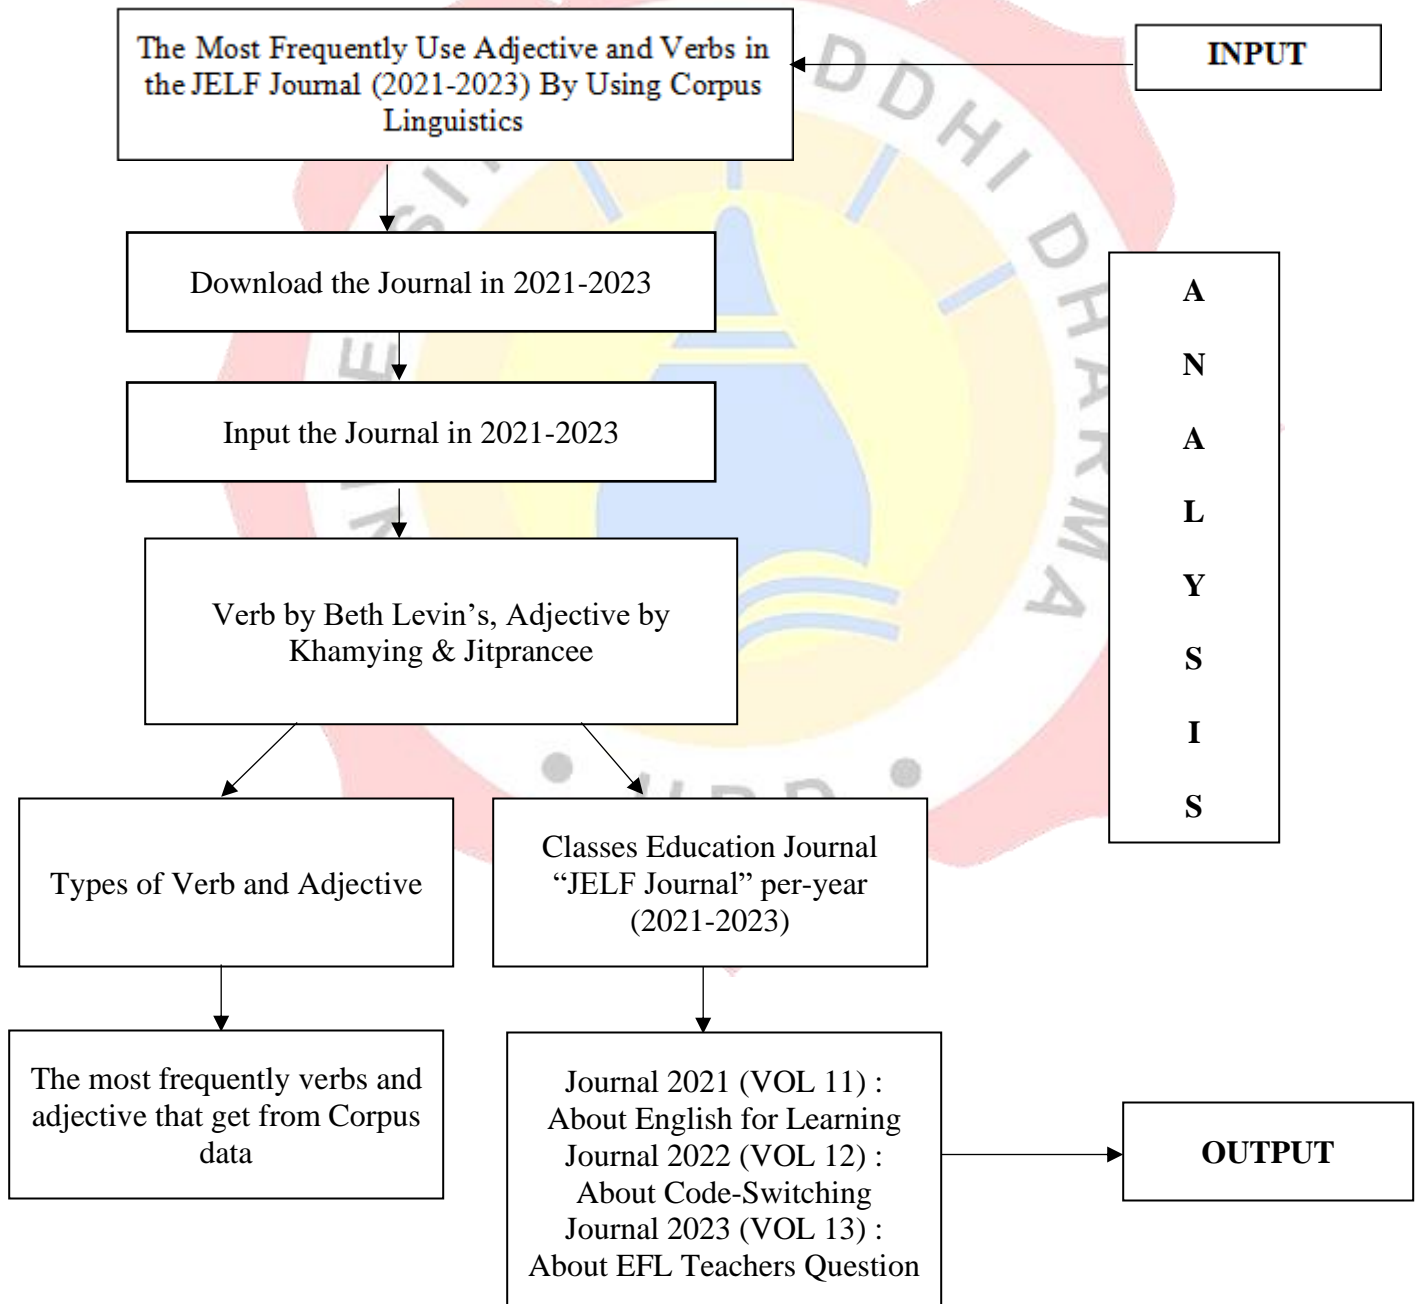 The Most Frequently Use Adjective and Verbs in
the JELF Journal (2021-2023) By Using Corpus
Linguistics
INPUT
Download the Journal in 2021-2023
Input the Journal in 2021-2023
Verb by Beth Levin’s, Adjective by
Khamying & Jitprancee
A
N
A
L
Y
S
I
S
Types of Verb and Adjective
Classes Education Journal
“JELF Journal” per-year
(2021-2023)
The most frequently verbs and
adjective that get from Corpus
data
Journal 2021 (VOL 11) :
About English for Learning
Journal 2022 (VOL 12) :
About Code-Switching
Journal 2023 (VOL 13) :
About EFL Teachers Question
OUTPUT
DDHI DHARMA